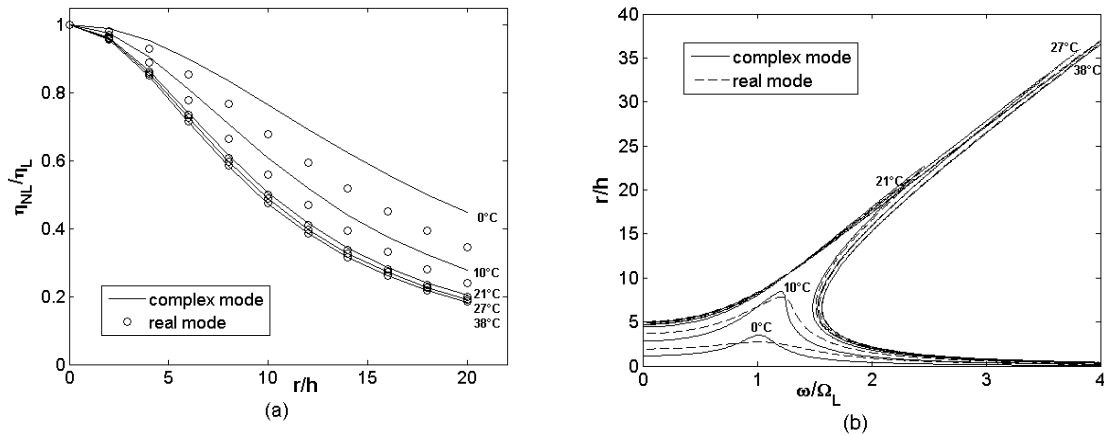 1
0.8
0.6
0.4
0.2
0
η_NL/η_L
0°C
10°C
21°C
27°C
38°C
complex mode
real mode
0
5
10
15
20
r/h
(a)
40
35
30
25
20
15
10
5
0
r/h
complex mode
real mode
27°C
38°C
21°C
10°C
0°C
0
1
2
3
4
ω/Ω_L
(b)